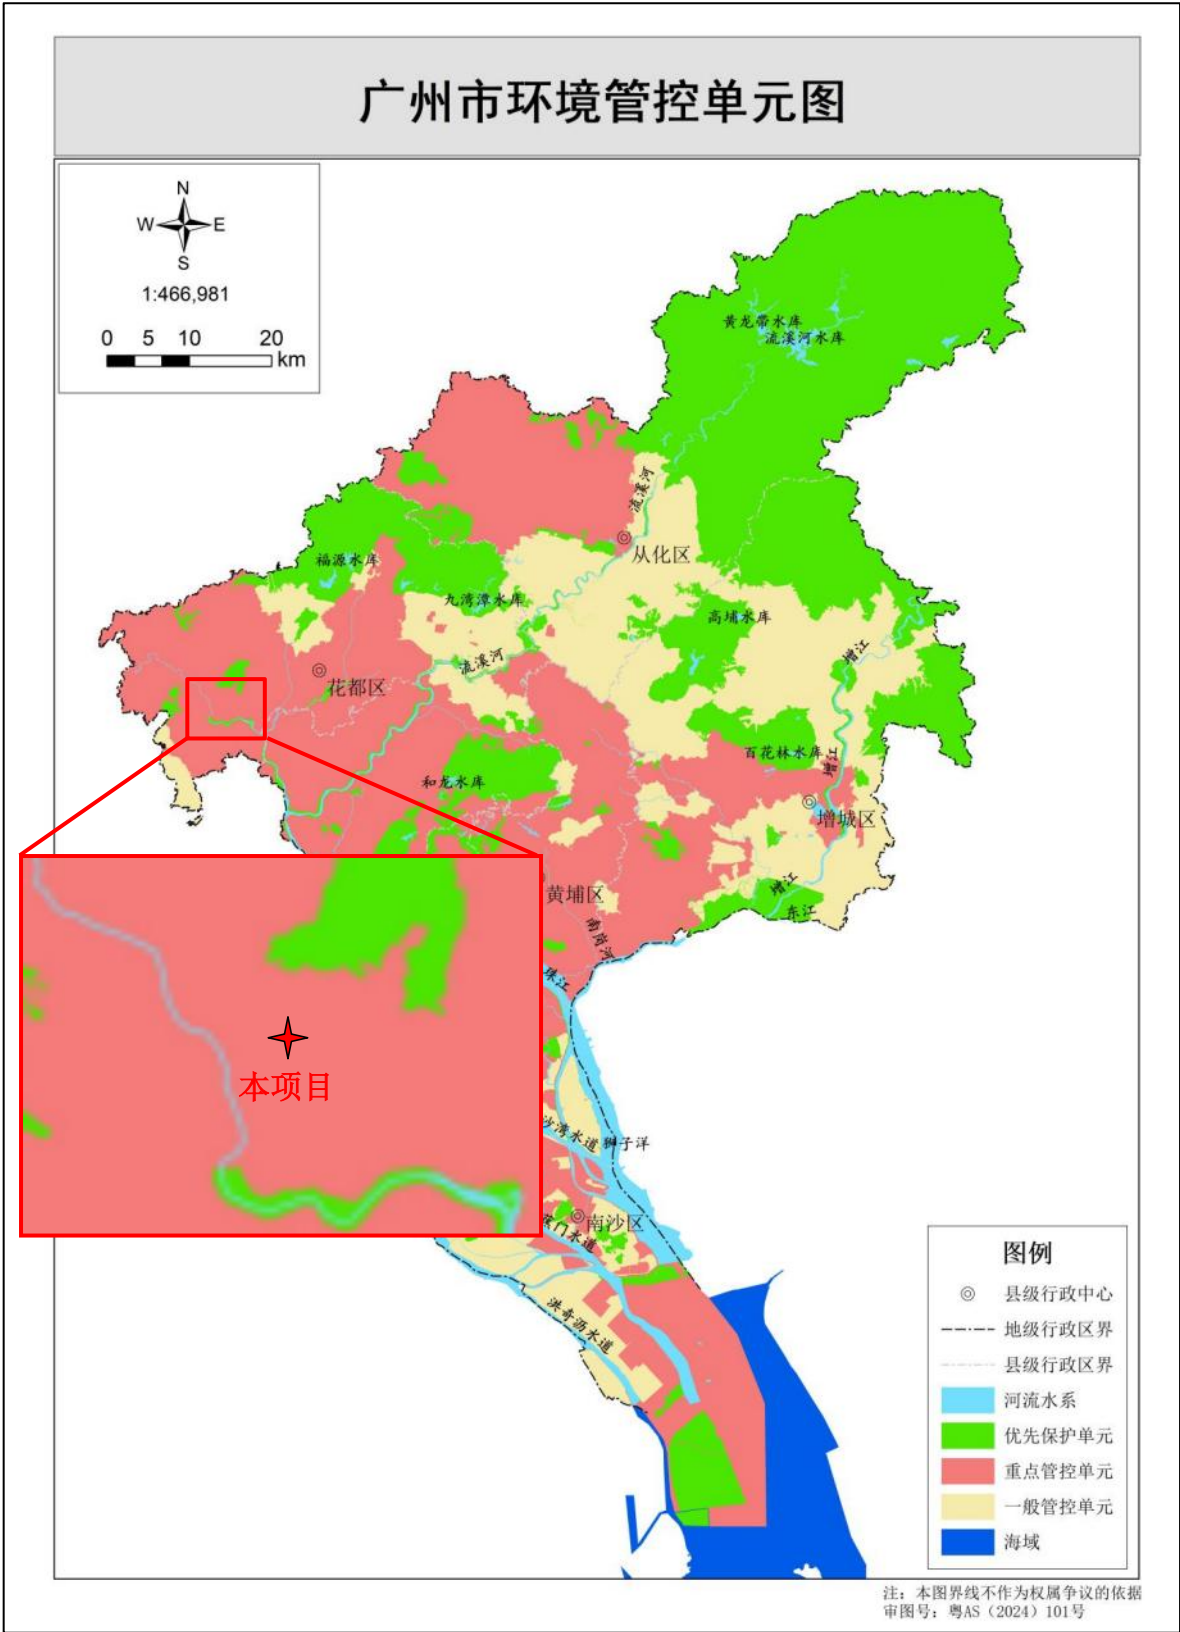 广州市环境管控单元图
N
W E
S
1:466,981
0 5 10 20
km
黄龙带水库
流溪河水库
流溪河
从化区
福源水库
九湾潭水库
高埔水库
流溪河
增江
花都区
百花林水库
增江
和龙水库
增城区
黄埔区
增江
东江
南岗河
珠江
本项目
沙湾水道
狮子洋
南沙区
门水道
洪奇沥水道
图例
县级行政中心
地级行政区界
县级行政区界
河流水系
优先保护单元
重点管控单元
一般管控单元
海域
注：本图界线不作为权属争议的依据
审图号：粤AS（2024）101号